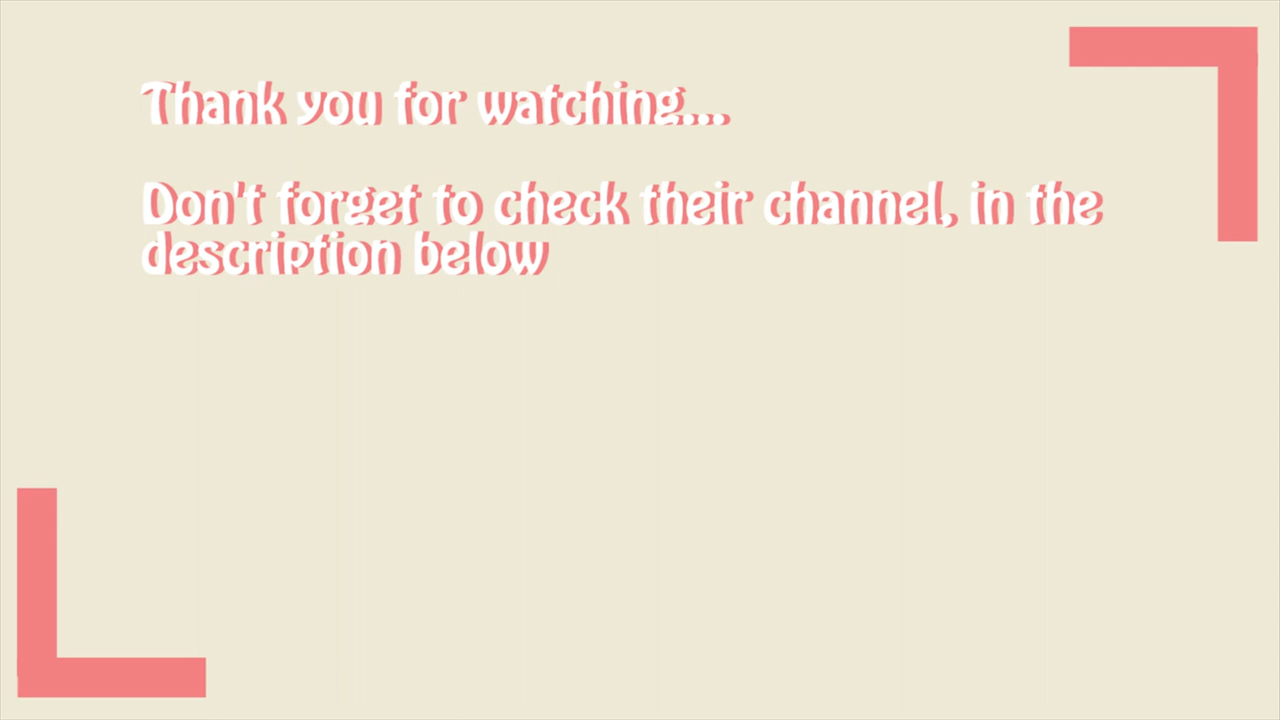 Thank you for watching...
Don't forget to check their channel, in the
description below